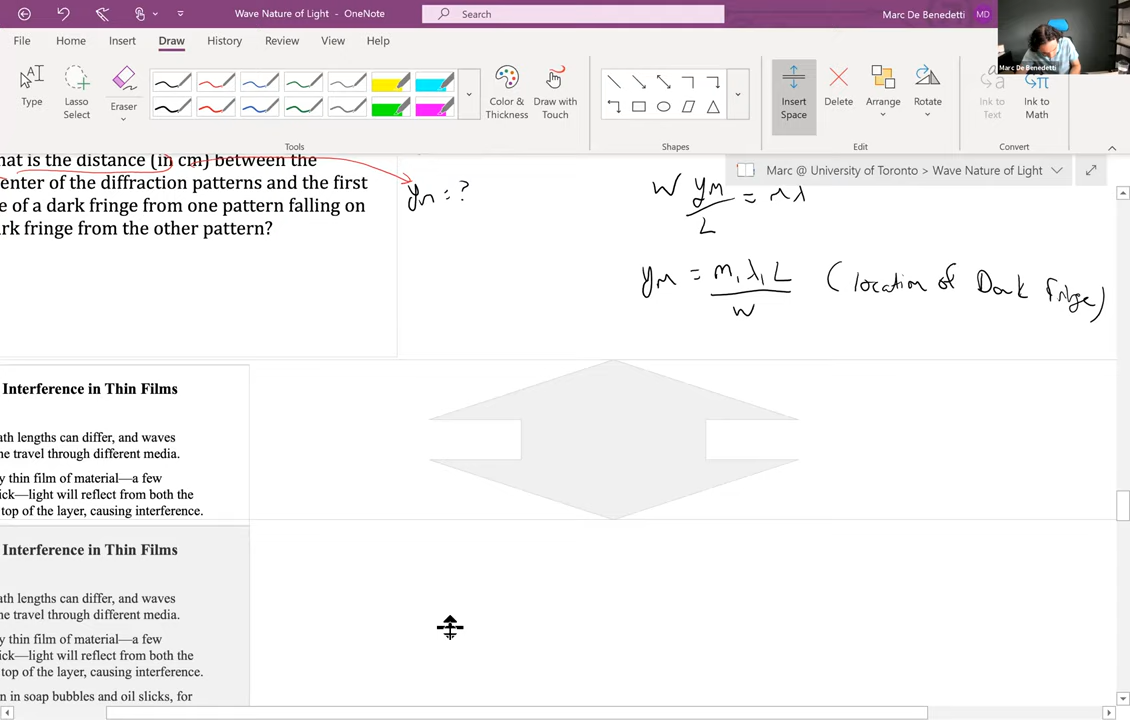 Wave Nature of Light - OneNote
Search
Marc De Benedetti
MD
File
Home
Insert
Draw
History
Review
View
Help
Marc De Benedetti
Type
Lasso Select
Eraser
Color & Thickness
Draw with Touch
Insert Space
Delete
Arrange
Rotate
Ink to Text
Ink to Math
Tools
Shapes
Edit
Convert
Marc @ University of Toronto > Wave Nature of Light
hat is the distance (in cm) between the
enter of the diffraction patterns and the first
e of a dark fringe from one pattern falling on
rk fringe from the other pattern?
ym = ?
W ym/L = mλ
ym = m₁λ₁L/W (location of Dark Fringe)
Interference in Thin Films
ath lengths can differ, and waves
ne travel through different media.
y thin film of material—a few
ick—light will reflect from both the
top of the layer, causing interference.
Interference in Thin Films
ath lengths can differ, and waves
ne travel through different media.
y thin film of material—a few
ick—light will reflect from both the
top of the layer, causing interference.
n in soap bubbles and oil slicks, for